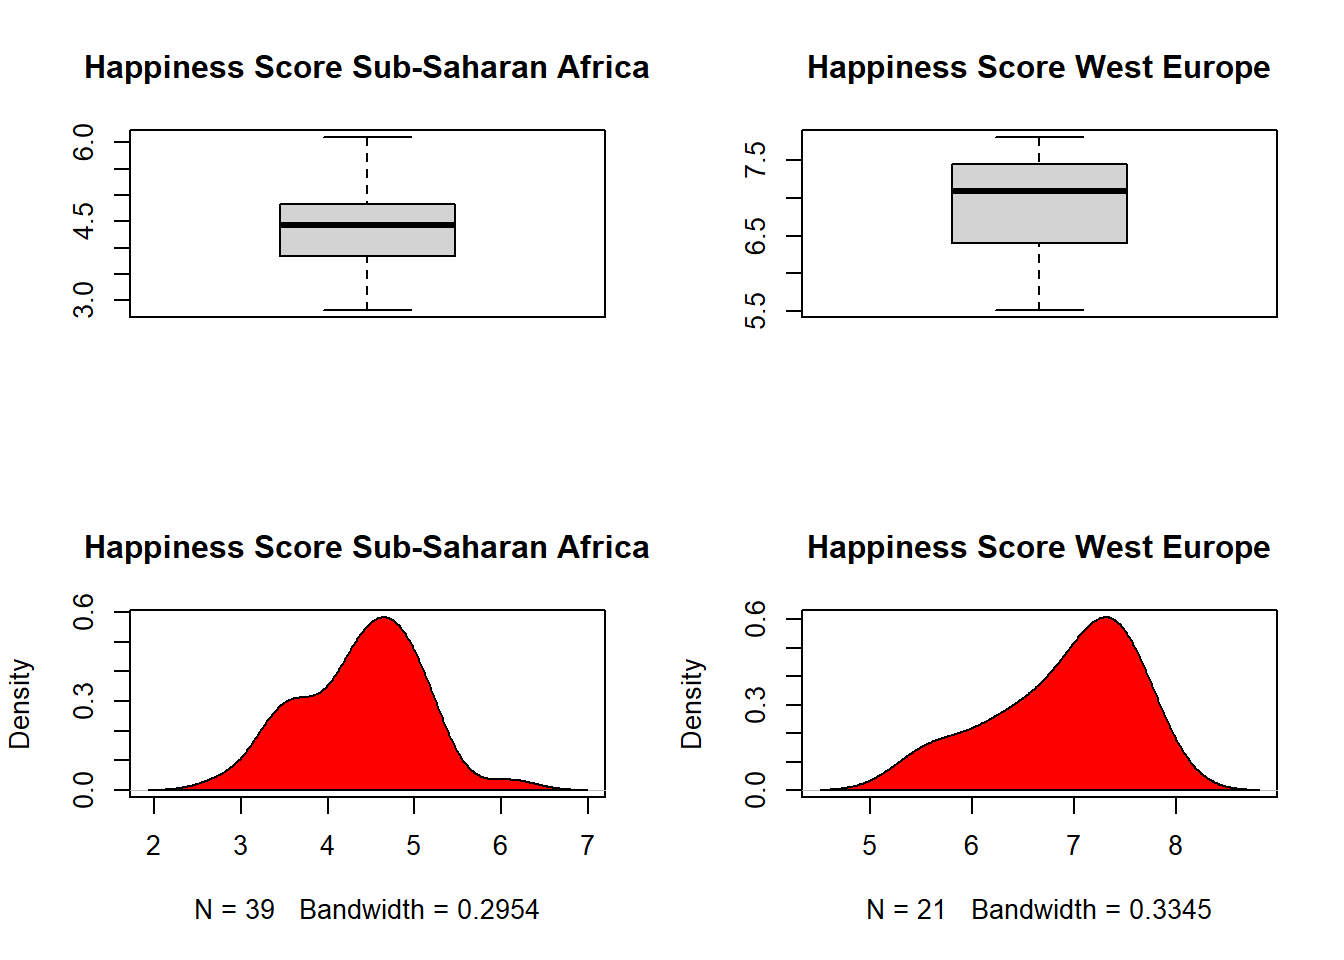 Happiness Score Sub-Saharan Africa
6.0
4.5
3.0
Happiness Score West Europe
7.5
6.5
5.5
Happiness Score Sub-Saharan Africa
Density
0.6
0.3
0.0
2 3 4 5 6 7
N = 39 Bandwidth = 0.2954
Happiness Score West Europe
Density
0.6
0.3
0.0
5 6 7 8
N = 21 Bandwidth = 0.3345